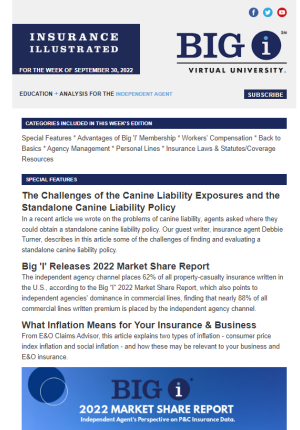 INSURANCE
ILLUSTRATED
FOR THE WEEK OF SEPTEMBER 30, 2022
BIG i
SM
VIRTUAL UNIVERSITY.
EDUCATION + ANALYSIS FOR THE INDEPENDENT AGENT
SUBSCRIBE
CATEGORIES INCLUDED IN THIS WEEK'S EDITION
Special Features * Advantages of Big 'I' Membership * Workers' Compensation * Back to
Basics * Agency Management * Personal Lines * Insurance Laws & Statutes/Coverage
Resources
SPECIAL FEATURES
The Challenges of the Canine Liability Exposures and the
Standalone Canine Liability Policy
In a recent article we wrote on the problems of canine liability, agents asked where they
could obtain a standalone canine liability policy. Our guest writer, insurance agent Debbie
Turner, describes in this article some of the challenges of finding and evaluating a
standalone canine liability policy.
Big 'I' Releases 2022 Market Share Report
The independent agency channel places 62% of all property-casualty insurance written in
the U.S., according to the Big "I" 2022 Market Share Report, which also points to
independent agencies' dominance in commercial lines, finding that nearly 88% of all
commercial lines written premium is placed by the independent agency channel.
What Inflation Means for Your Insurance & Business
From E&O Claims Advisor, this article explains two types of inflation - consumer price
index inflation and social inflation - and how these may be relevant to your business and
E&O insurance.
BIG i
2022 MARKET SHARE REPORT
Independent Agent's Perspective on P&C Insurance Data.